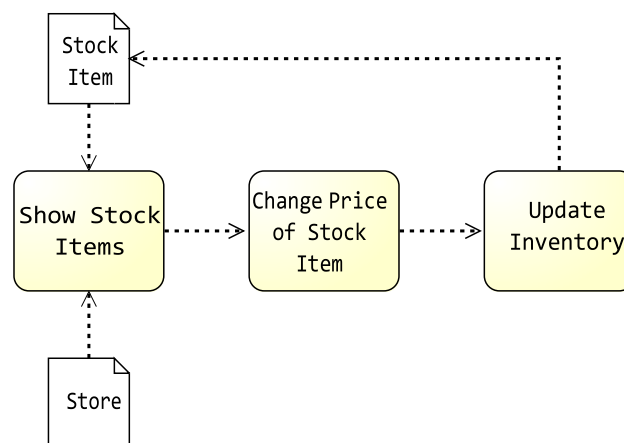 Stock
Item
Show Stock
Items
Change Price
of Stock
Item
Update
Inventory
Store